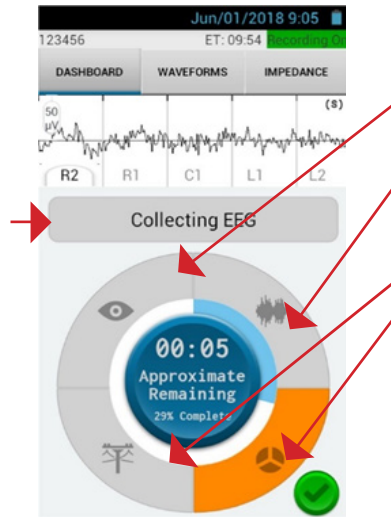 Jun/01/2018 9:05
123456 ET: 09:54 Recording On
DASHBOARD WAVEFORMS IMPEDANCE
50 (S)
μV
R2 R1 C1 L1 L2
Collecting EEG
00:05
Approximate
Remaining
29% Complete